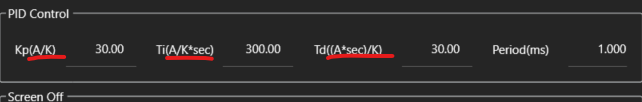 PID Control
Kp(A/K) 30.00 Ti(A/K*sec) 300.00 Td((A*sec)/K) 30.00 Period(ms) 1.000
Screen Off